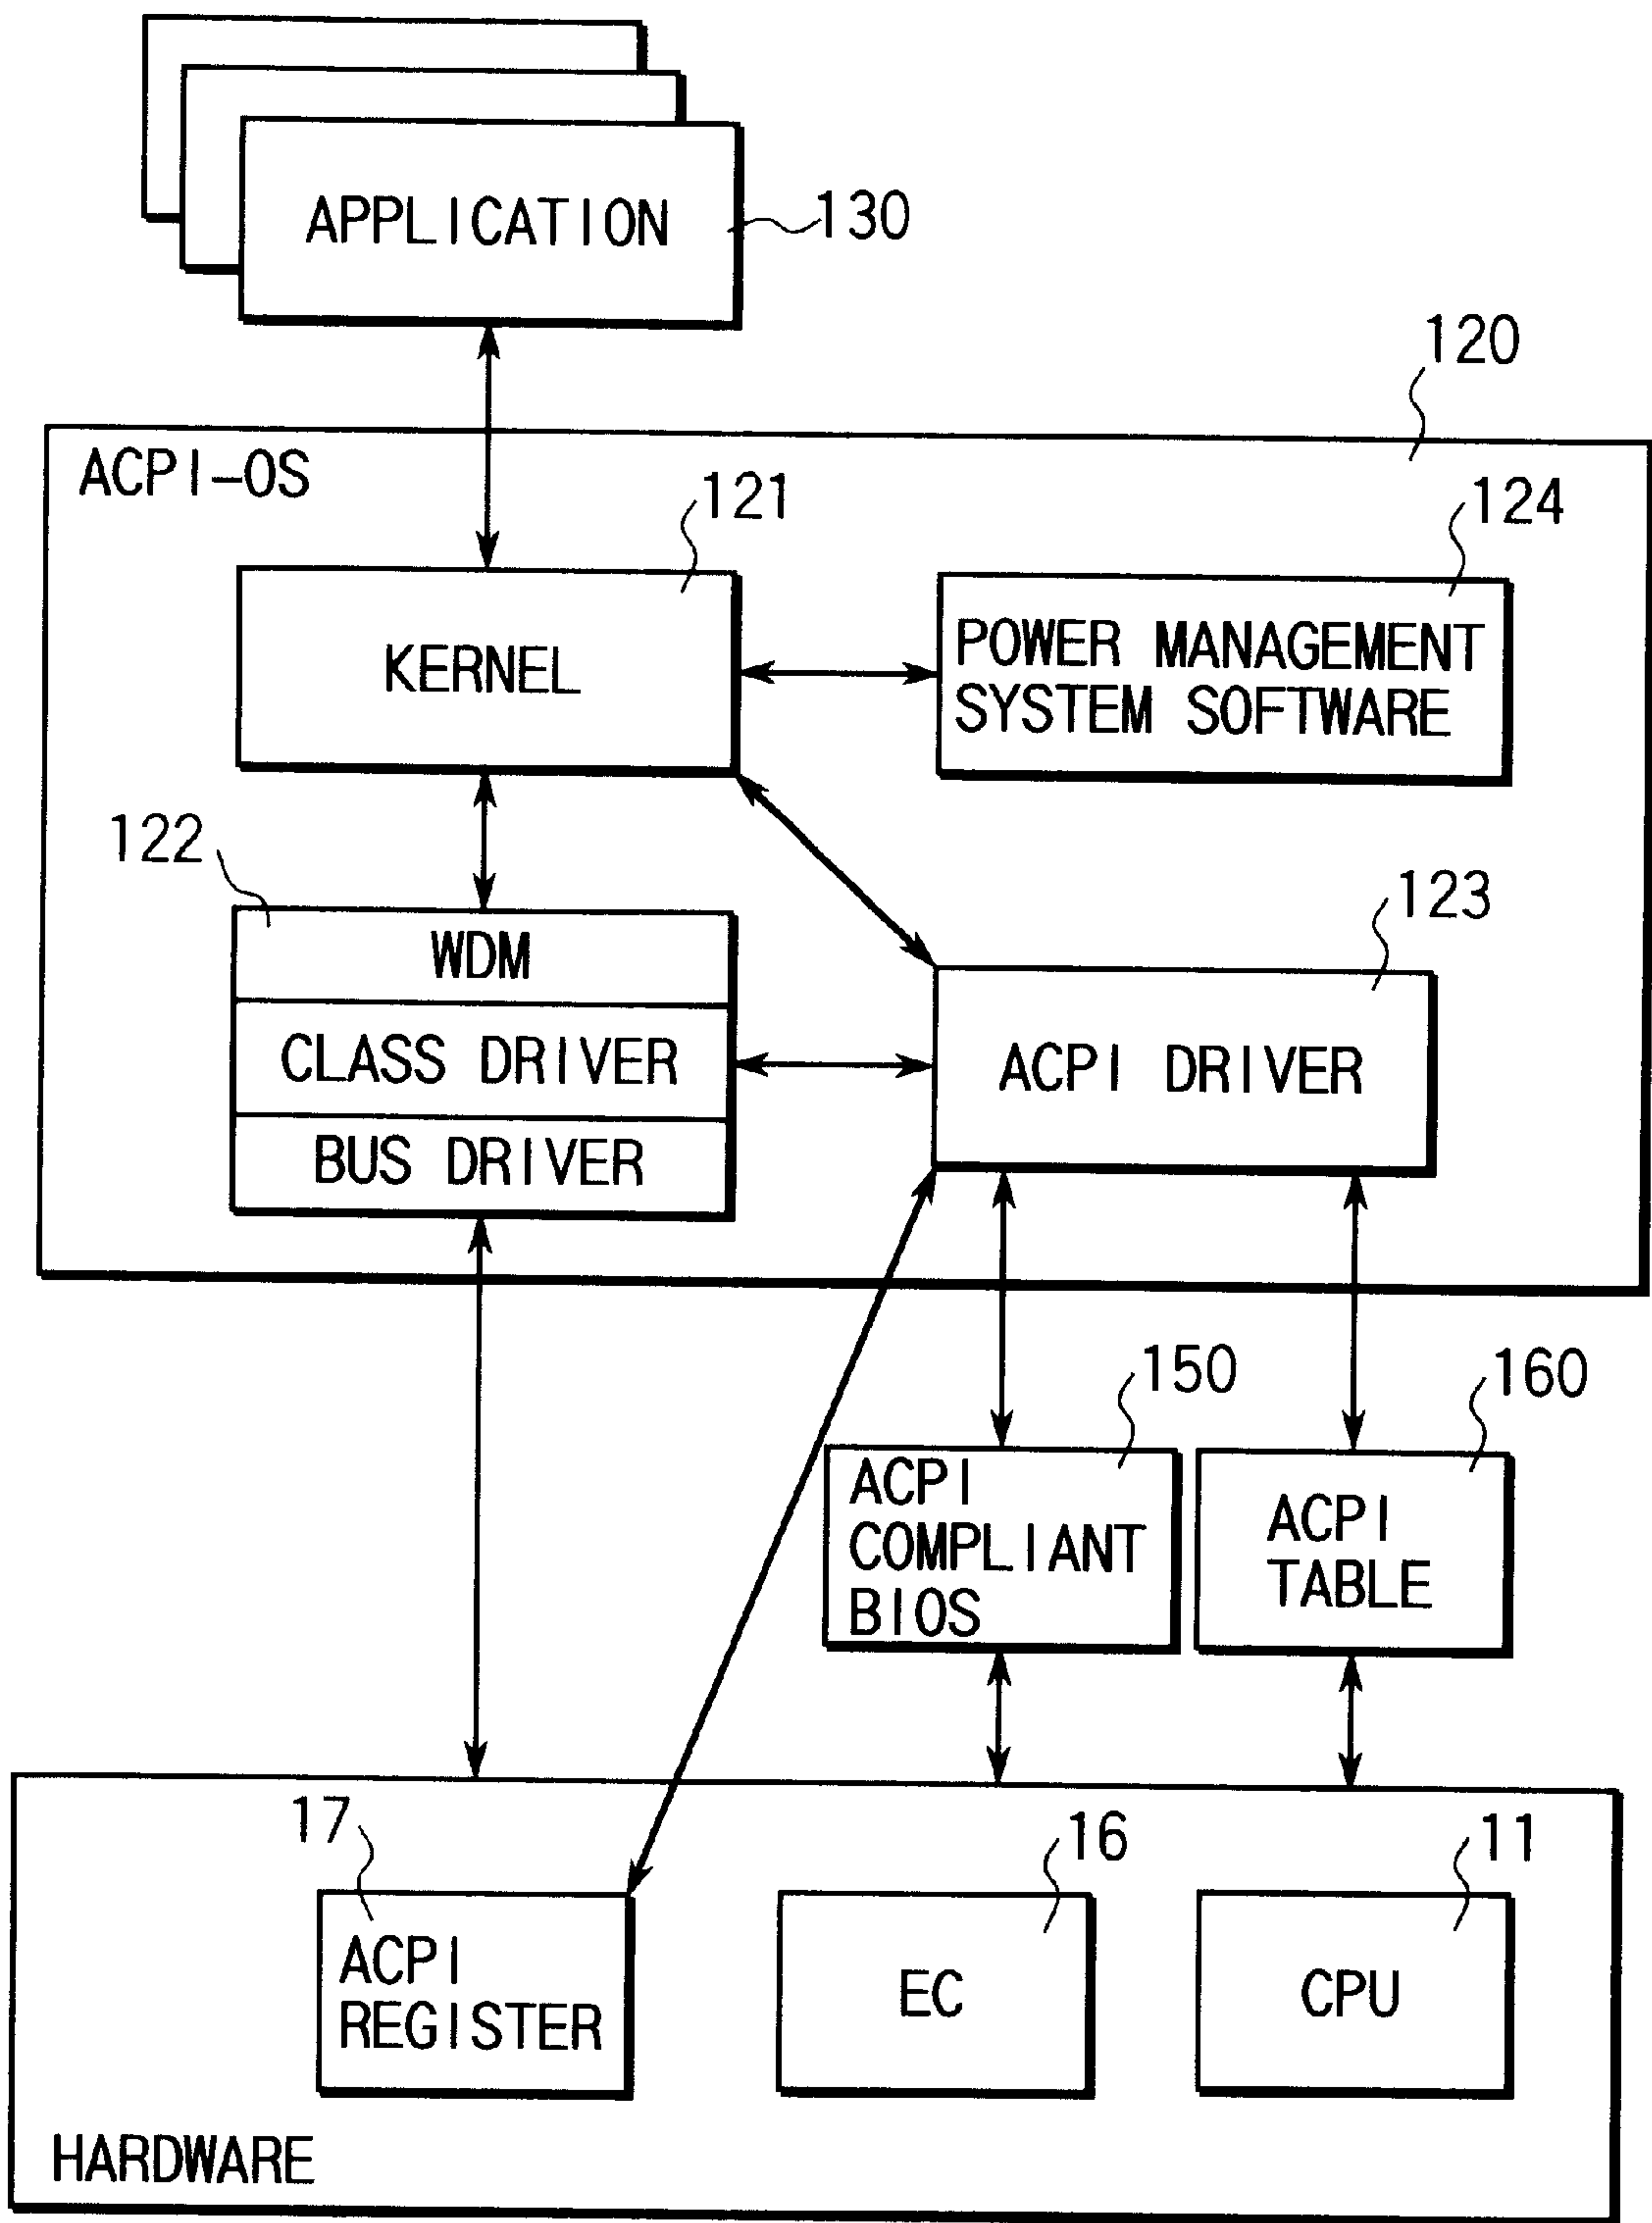 APPLICATION
130
120
ACPI-OS
121
124
KERNEL
POWER MANAGEMENT
SYSTEM SOFTWARE
122
123
WDM
CLASS DRIVER
BUS DRIVER
ACPI DRIVER
150
160
ACPI
COMPLIANT
BIOS
ACPI
TABLE
17
16
11
ACPI
REGISTER
EC
CPU
HARDWARE